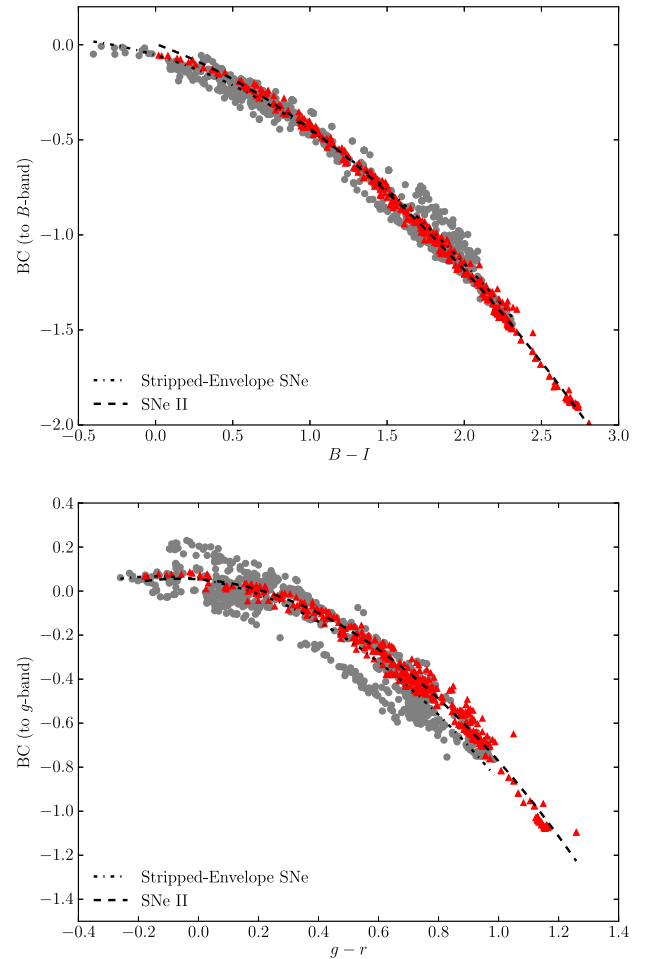 0.0
−0.5
−1.0
−1.5
−2.0
BC (to B-band)
Stripped-Envelope SNe
SNe II
−0.5 0.0 0.5 1.0 1.5 2.0 2.5 3.0
B − I
0.4
0.2
0.0
−0.2
−0.4
−0.6
−0.8
−1.0
−1.2
−1.4
BC (to g-band)
Stripped-Envelope SNe
SNe II
−0.4 −0.2 0.0 0.2 0.4 0.6 0.8 1.0 1.2 1.4
g − r